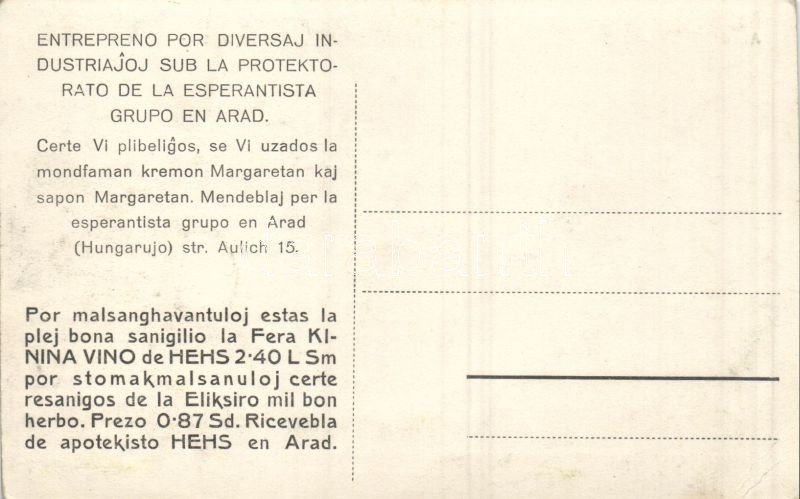 ENTREPRENO POR DIVERSAJ IN-
DUSTRIAĴOJ SUB LA PROTEKTO-
RATO DE LA ESPERANTISTA
GRUPO EN ARAD.
Certe Vi plibeliĝos, se Vi uzados la
mondfaman kremon Margaretan kaj
sapon Margaretan. Mendeblaj per la
esperantista grupo en Arad
(Hungarujo) str. Aulich 15.
Por malsanghavantuloj estas la
plej bona sanigilio la Fera KI-
NINA VINO de HEHS 2·40 L Sm
por stomakmalsanuloj certe
resanigos de la Eliksiro mil bon
herbo. Prezo 0·87 Sd. Ricevebla
de apotekisto HEHS en Arad.